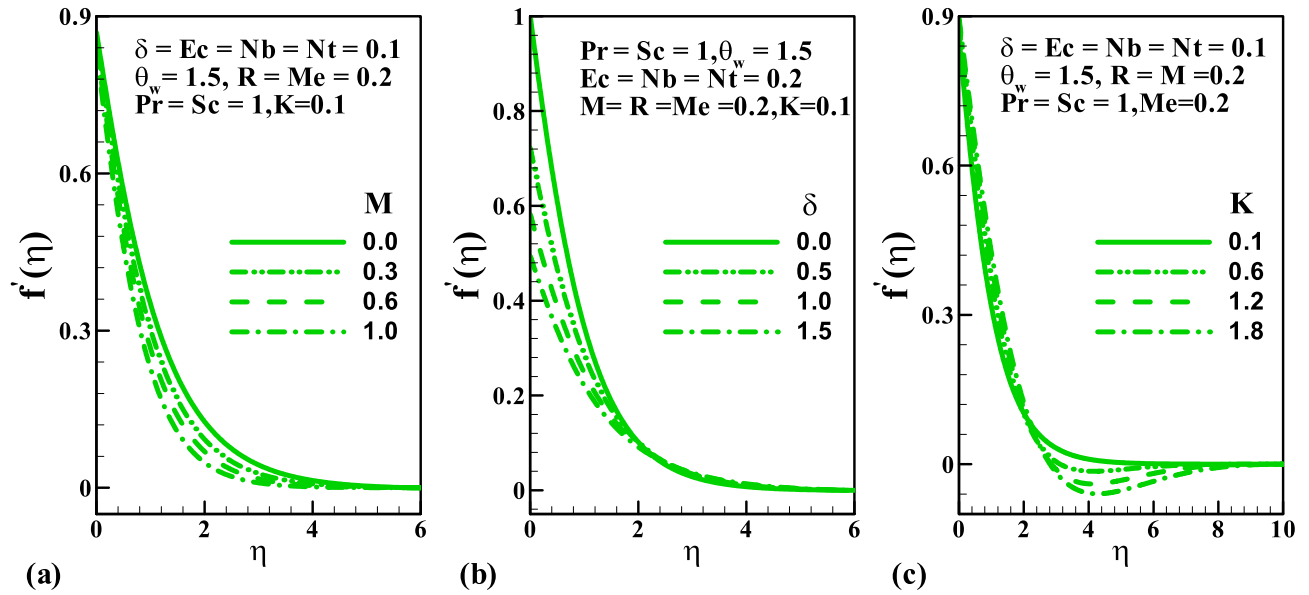 0.9
0.6
0.3
0
f'(η)
δ = Ec = Nb = Nt = 0.1
θw = 1.5, R = Me = 0.2
Pr = Sc = 1,K=0.1
M
0.0
0.3
0.6
1.0
0 2 4 6
η
(a)
1
0.8
0.6
0.4
0.2
0
f'(η)
Pr = Sc = 1,θw = 1.5
Ec = Nb = Nt = 0.2
M= R =Me =0.2,K=0.1
δ
0.0
0.5
1.0
1.5
0 2 4 6
η
(b)
0.9
0.6
0.3
0
f'(η)
δ = Ec = Nb = Nt = 0.1
θw = 1.5, R = M =0.2
Pr = Sc = 1,Me=0.2
K
0.1
0.6
1.2
1.8
0 2 4 6 8 10
η
(c)